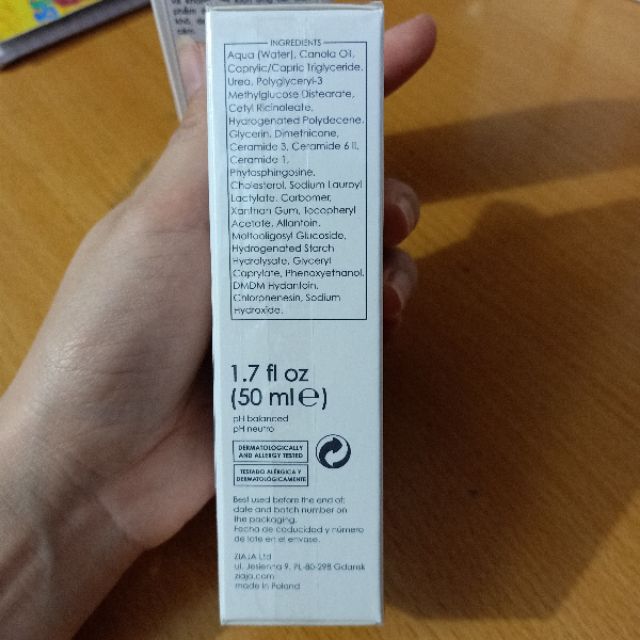 INGREDIENTS
Aqua (Water), Canola Oil,
Caprylic/Capric Triglyceride,
Urea, Polyglyceryl-3
Methylglucose Distearate,
Cetyl Ricinoleate,
Hydrogenated Polydecene,
Glycerin, Dimethicone,
Ceramide 3, Ceramide 6 II,
Ceramide 1,
Phytosphingosine,
Cholesterol, Sodium Lauroyl
Lactylate, Carbomer,
Xanthan Gum, Tocopheryl
Acetate, Allantoin,
Maltooligosyl Glucoside,
Hydrogenated Starch
Hydrolysate, Glyceryl
Caprylate, Phenoxyethanol,
DMDM Hydantoin,
Chlorphenesin, Sodium
Hydroxide.
1.7 fl oz
(50 ml ℮)
pH balanced
pH neutro
DERMATOLOGICALLY
AND ALLERGY TESTED
TESTADO ALÉRGICA Y
DERMATOLÓGICAMENTE
Best used before the end of:
date and batch number on
the packaging.
Fecha de caducidad y número
de lote en el envase.
ZIAJA Ltd
ul. Jesienna 9, PL-80-298 Gdansk
ziaja.com
made in Poland